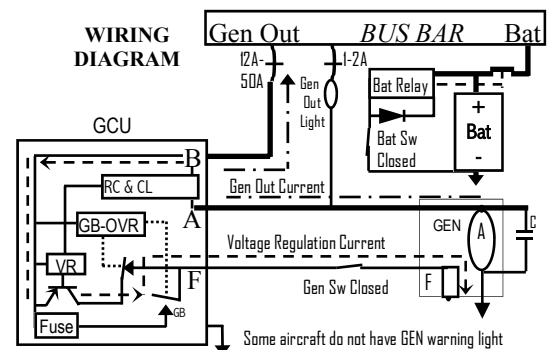 WIRING
DIAGRAM
Gen Out
BUS BAR
Bat
12A-
50A
1-2A
Gen
Out
Light
Bat Relay
Bat Sw
Closed
+
Bat
-
GCU
B
RC & CL
Gen Out Current
A
GB-OVR
GEN
A
C
Voltage Regulation Current
VR
F
Gen Sw Closed
F
GB
Fuse
Some aircraft do not have GEN warning light